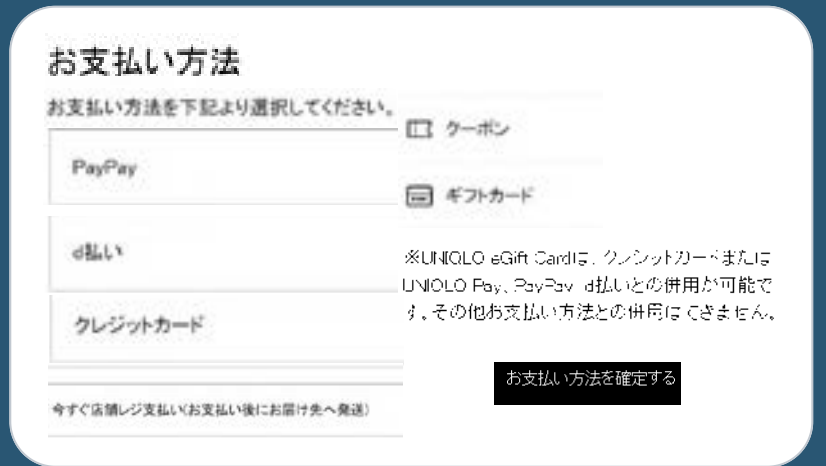 お支払い方法
お支払い方法を下記より選択してください。
PayPay
d払い
クレジットカード
今すぐ店舗レジ支払い(お支払い後にお届け先へ発送)
クーポン
ギフトカード
※UNIQLO eGift Cardは、クレジットカードまたは
UNIQLO Pay、PayPay、d払いとの併用が可能で
す。その他お支払い方法との併用はできません。
お支払い方法を確定する